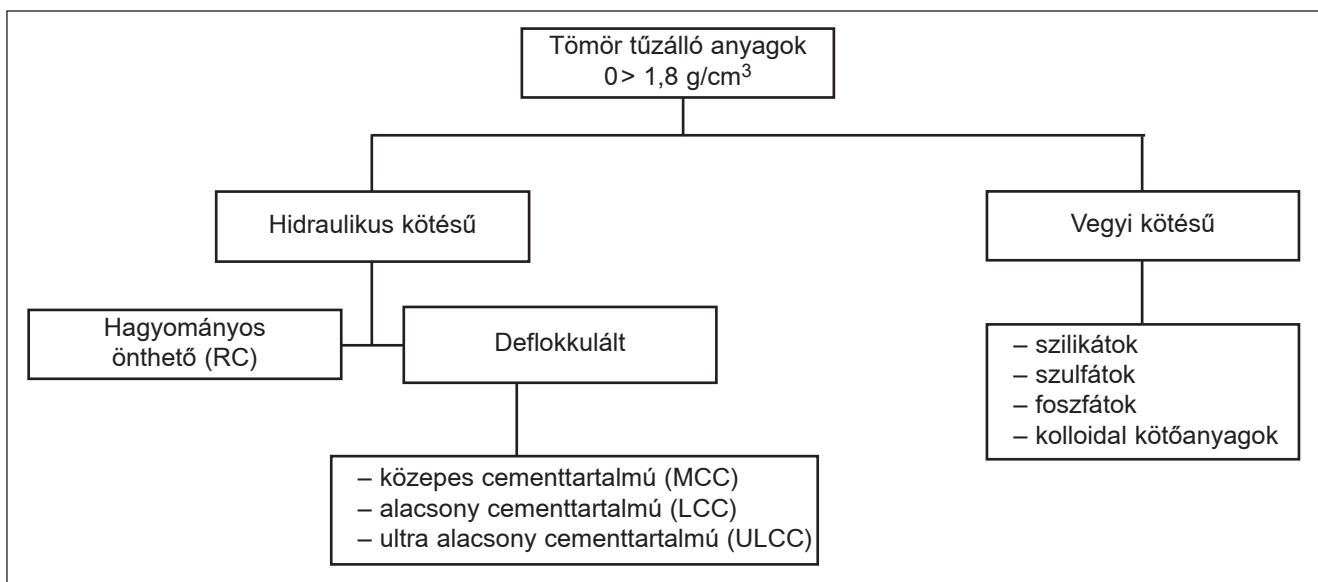 Tömör tűzálló anyagok
0> 1,8 g/cm³
Hidraulikus kötésű
Vegyi kötésű
Hagyományos
önthető (RC)
Deflokkulált
– szilikátok
– szulfátok
– foszfátok
– kolloidal kötőanyagok
– közepes cementtartalmú (MCC)
– alacsony cementtartalmú (LCC)
– ultra alacsony cementtartalmú (ULCC)